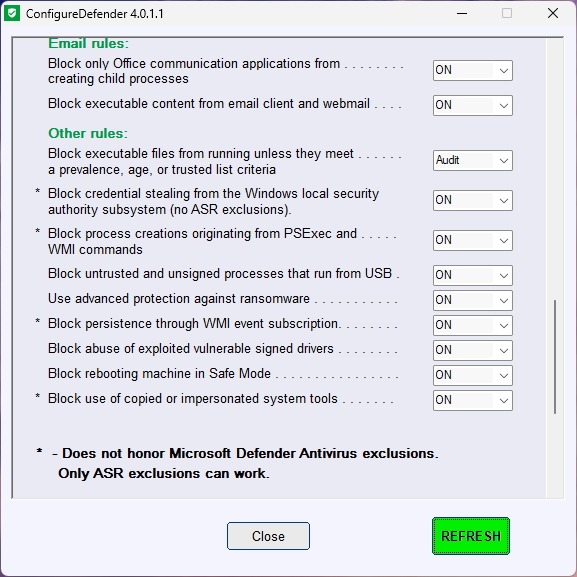 ConfigureDefender 4.0.1.1
Email rules:
Block only Office communication applications from . . . . . . . . ON
creating child processes
Block executable content from email client and webmail . . . . ON
Other rules:
Block executable files from running unless they meet . . . . . . Audit
a prevalence, age, or trusted list criteria
* Block credential stealing from the Windows local security ON
authority subsystem (no ASR exclusions).
* Block process creations originating from PSExec and . . . . . ON
WMI commands
Block untrusted and unsigned processes that run from USB . ON
Use advanced protection against ransomware . . . . . . . . . . . ON
* Block persistence through WMI event subscription. . . . . . . . ON
Block abuse of exploited vulnerable signed drivers . . . . . . . . ON
Block rebooting machine in Safe Mode . . . . . . . . . . . . . . . . ON
* Block use of copied or impersonated system tools . . . . . . . ON
* - Does not honor Microsoft Defender Antivirus exclusions.
Only ASR exclusions can work.
Close REFRESH